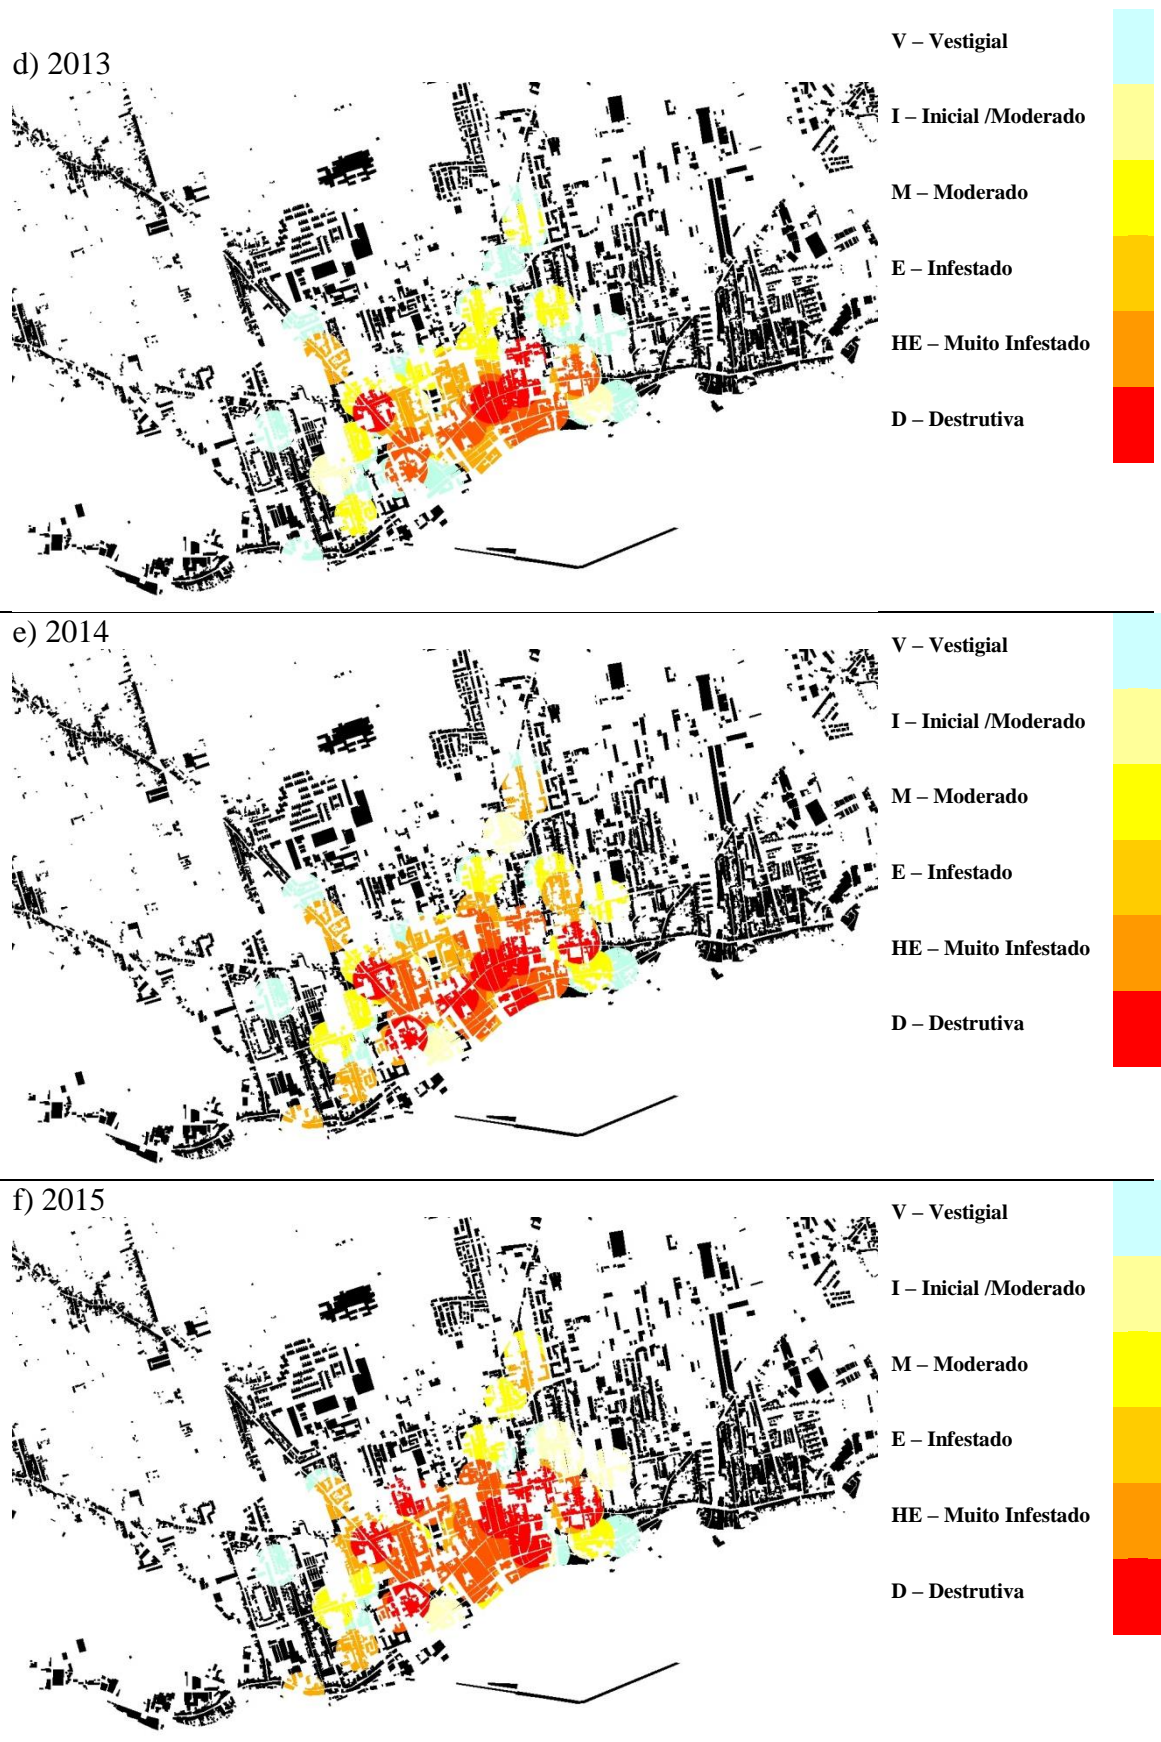 d) 2013
V – Vestigial
I – Inicial /Moderado
M – Moderado
E – Infestado
HE – Muito Infestado
D – Destrutiva
e) 2014
V – Vestigial
I – Inicial /Moderado
M – Moderado
E – Infestado
HE – Muito Infestado
D – Destrutiva
f) 2015
V – Vestigial
I – Inicial /Moderado
M – Moderado
E – Infestado
HE – Muito Infestado
D – Destrutiva